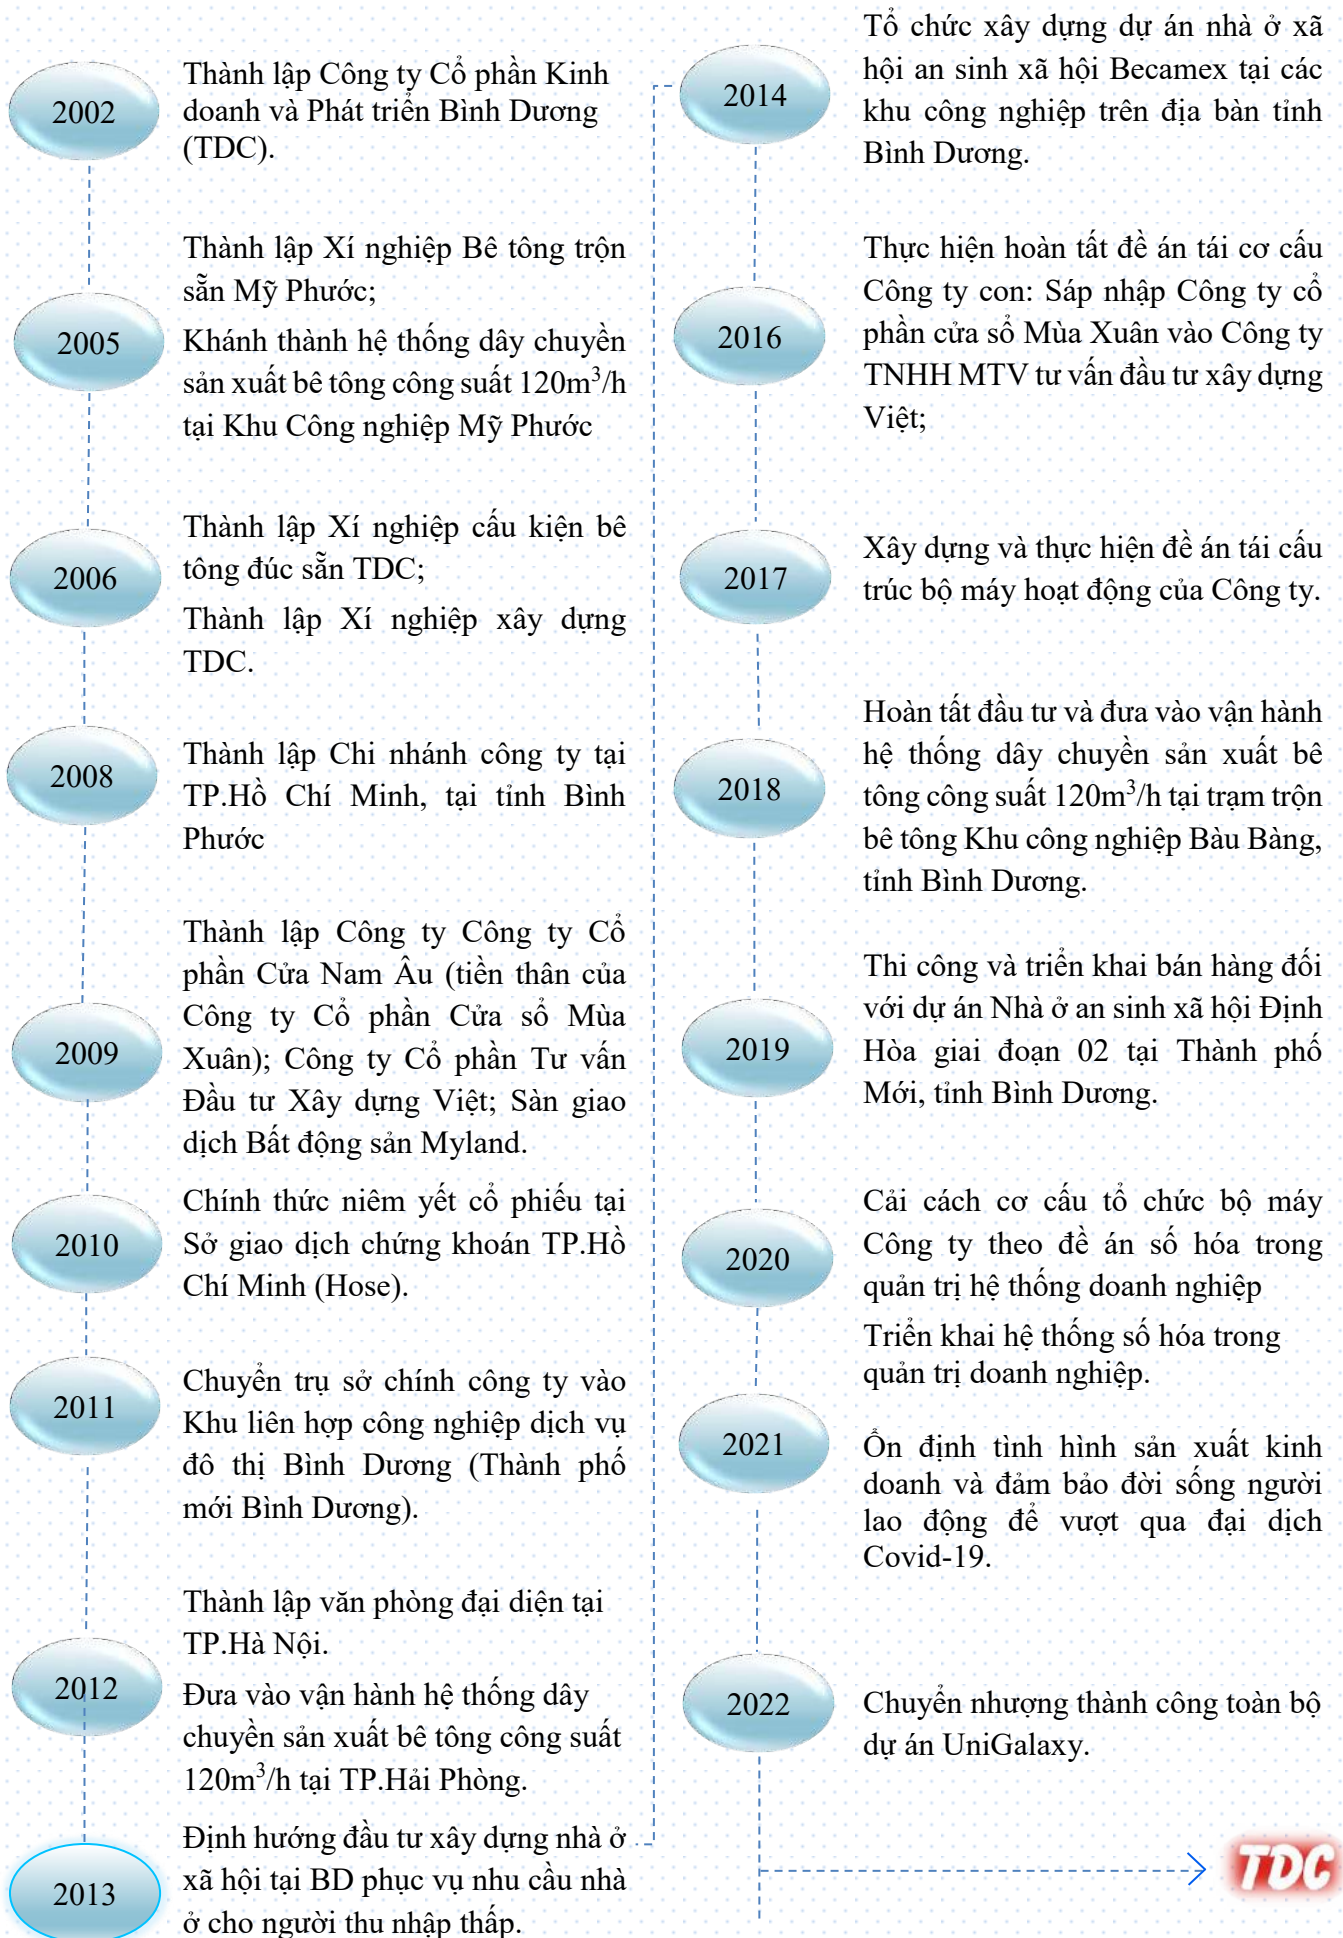 2002
Thành lập Công ty Cổ phần Kinh
doanh và Phát triển Bình Dương
(TDC).
2005
Thành lập Xí nghiệp Bê tông trộn
sẵn Mỹ Phước;
Khánh thành hệ thống dây chuyền
sản xuất bê tông công suất 120m³/h
tại Khu Công nghiệp Mỹ Phước
2006
Thành lập Xí nghiệp cấu kiện bê
tông đúc sẵn TDC;
Thành lập Xí nghiệp xây dựng
TDC.
2008
Thành lập Chi nhánh công ty tại
TP.Hồ Chí Minh, tại tỉnh Bình
Phước
2009
Thành lập Công ty Công ty Cổ
phần Cửa Nam Âu (tiền thân của
Công ty Cổ phần Cửa sổ Mùa
Xuân); Công ty Cổ phần Tư vấn
Đầu tư Xây dựng Việt; Sàn giao
dịch Bất động sản Myland.
2010
Chính thức niêm yết cổ phiếu tại
Sở giao dịch chứng khoán TP.Hồ
Chí Minh (Hose).
2011
Chuyển trụ sở chính công ty vào
Khu liên hợp công nghiệp dịch vụ
đô thị Bình Dương (Thành phố
mới Bình Dương).
2012
Thành lập văn phòng đại diện tại
TP.Hà Nội.
Đưa vào vận hành hệ thống dây
chuyền sản xuất bê tông công suất
120m³/h tại TP.Hải Phòng.
2013
Định hướng đầu tư xây dựng nhà ở
xã hội tại BD phục vụ nhu cầu nhà
ở cho người thu nhập thấp.
2014
Tổ chức xây dựng dự án nhà ở xã
hội an sinh xã hội Becamex tại các
khu công nghiệp trên địa bàn tỉnh
Bình Dương.
2016
Thực hiện hoàn tất đề án tái cơ cấu
Công ty con: Sáp nhập Công ty cổ
phần cửa sổ Mùa Xuân vào Công ty
TNHH MTV tư vấn đầu tư xây dựng
Việt;
2017
Xây dựng và thực hiện đề án tái cấu
trúc bộ máy hoạt động của Công ty.
2018
Hoàn tất đầu tư và đưa vào vận hành
hệ thống dây chuyền sản xuất bê
tông công suất 120m³/h tại trạm trộn
bê tông Khu công nghiệp Bàu Bàng,
tỉnh Bình Dương.
2019
Thi công và triển khai bán hàng đối
với dự án Nhà ở an sinh xã hội Định
Hòa giai đoạn 02 tại Thành phố
Mới, tỉnh Bình Dương.
2020
Cải cách cơ cấu tổ chức bộ máy
Công ty theo đề án số hóa trong
quản trị hệ thống doanh nghiệp
Triển khai hệ thống số hóa trong
quản trị doanh nghiệp.
2021
Ổn định tình hình sản xuất kinh
doanh và đảm bảo đời sống người
lao động để vượt qua đại dịch
Covid-19.
2022
Chuyển nhượng thành công toàn bộ
dự án UniGalaxy.
TDC